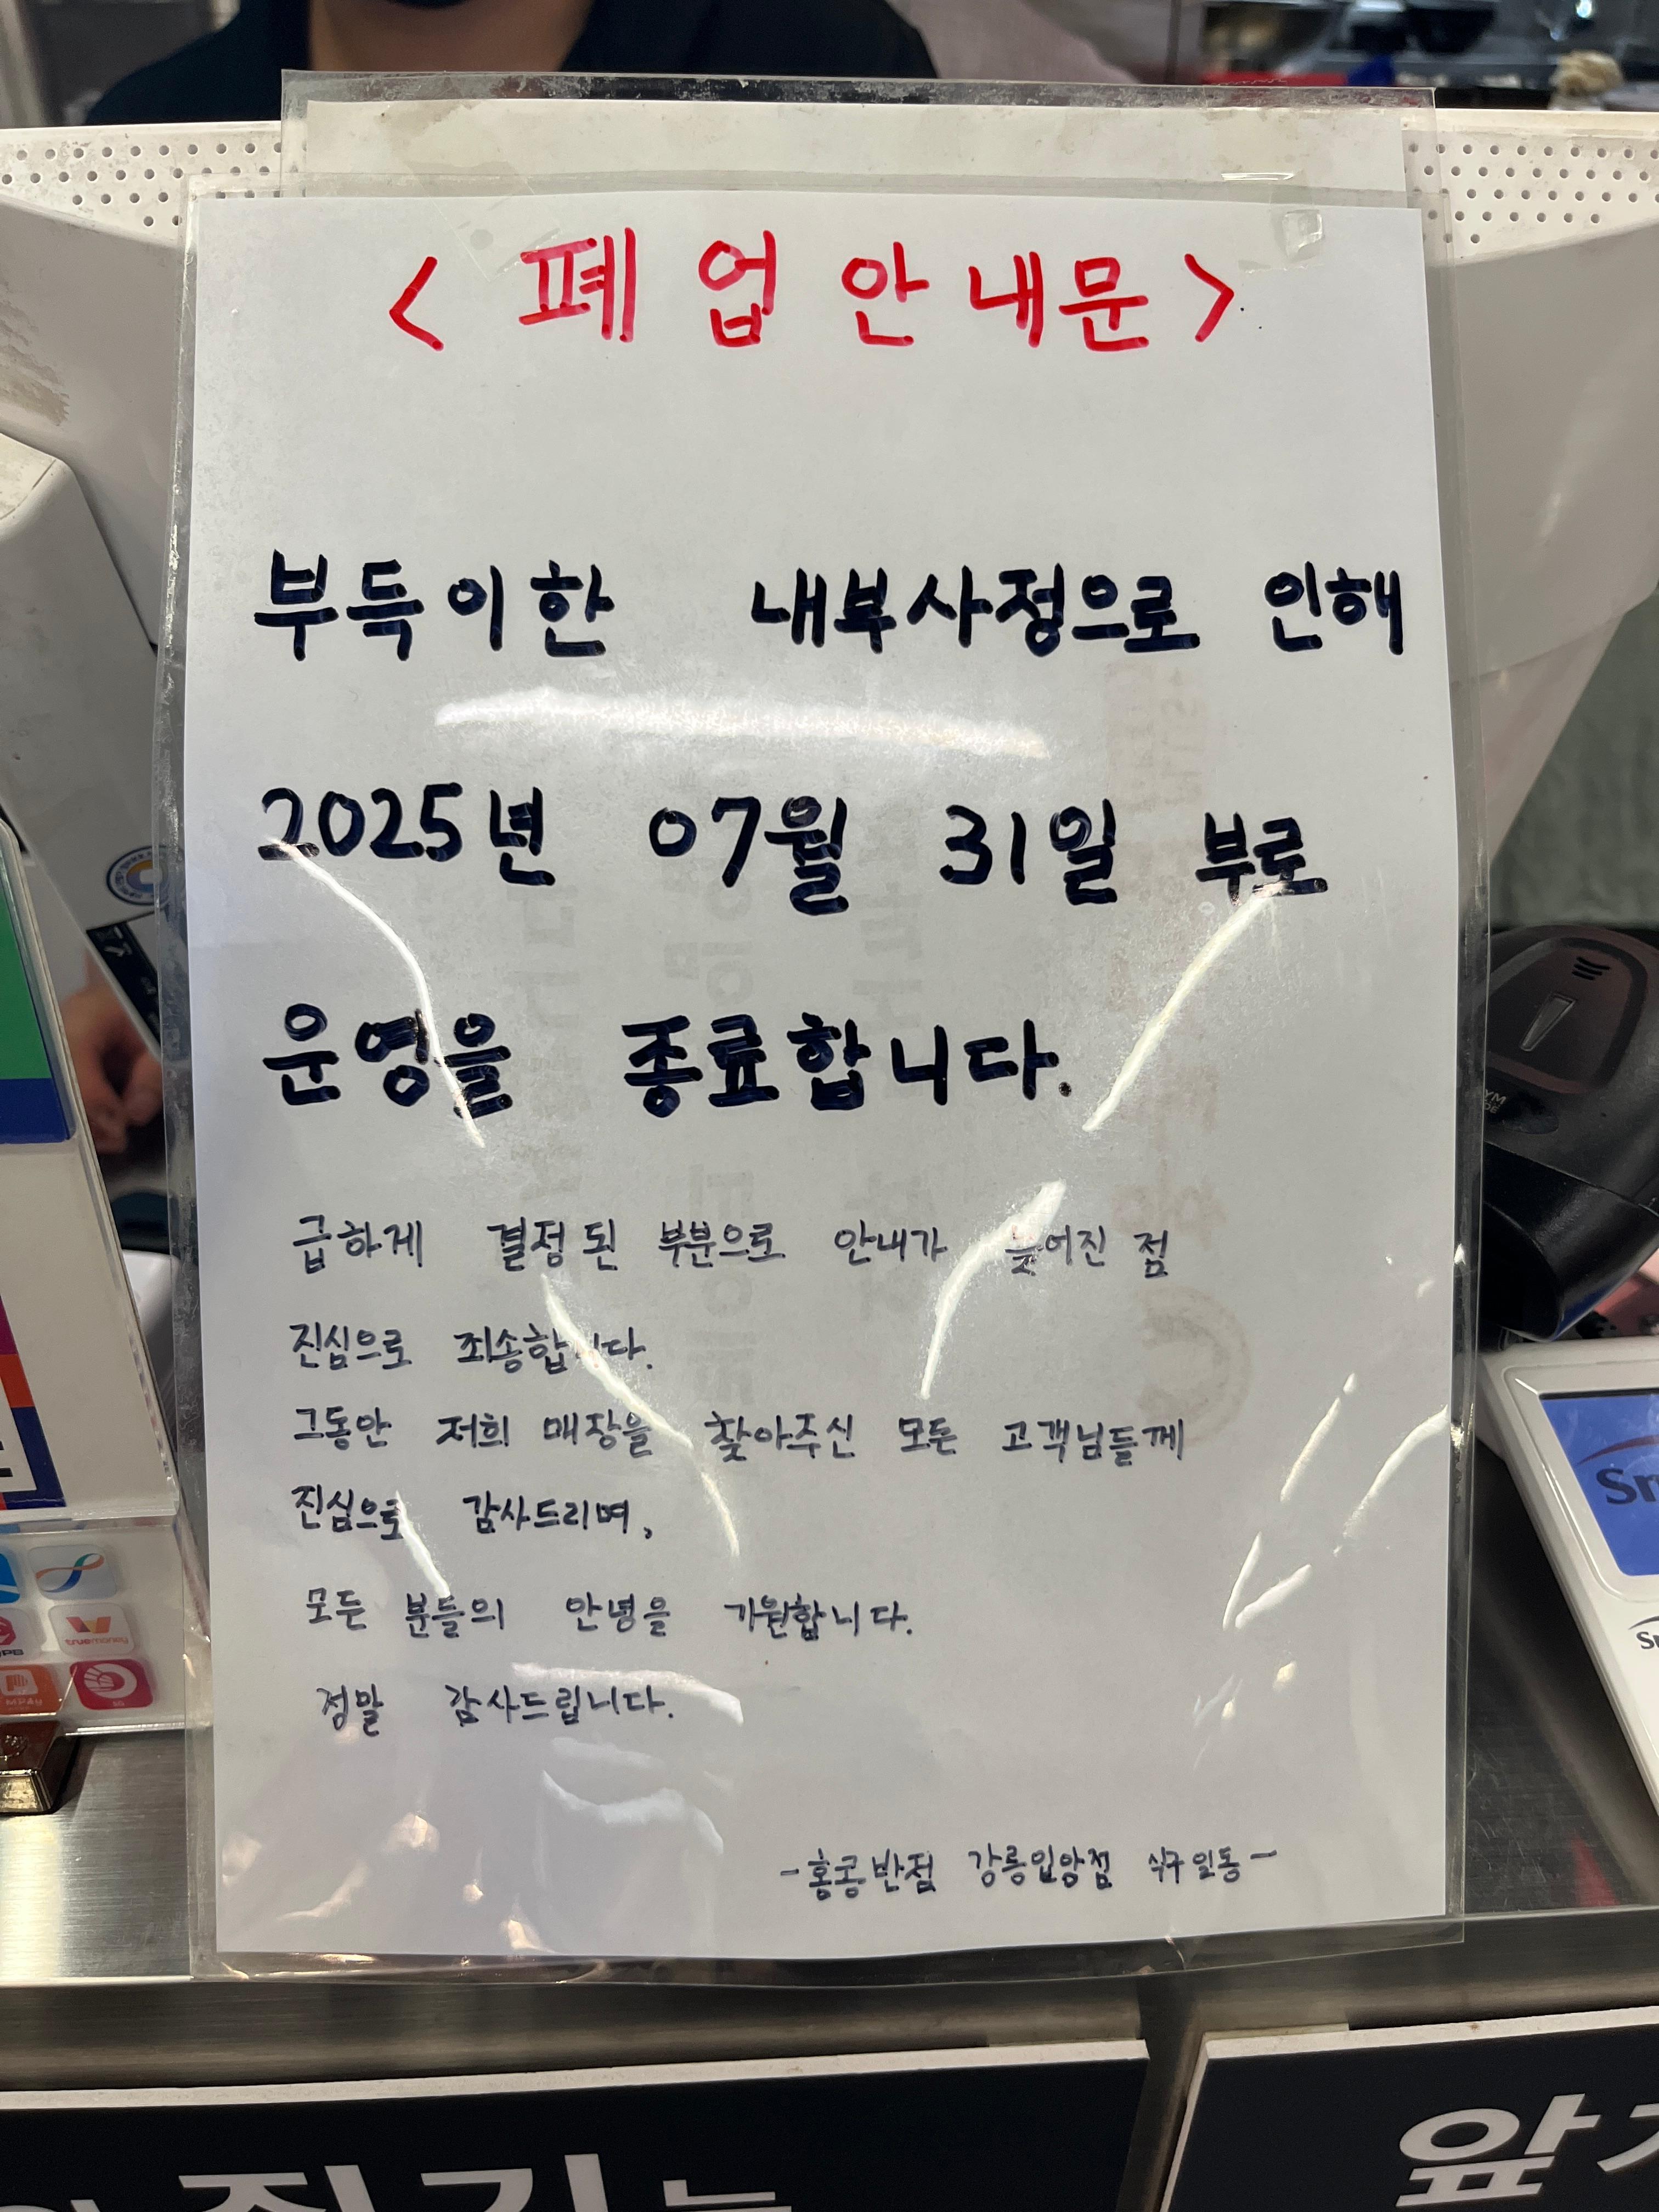 < 폐업안내문 >
부득이한 내부사정으로 인해
2025년 07월 31일 부로
운영을 종료합니다.
급하게 결정된 부분으로 안내가 늦어진 점
진심으로 죄송합니다.
그동안 저희 매장을 찾아주신 모든 고객님들께
진심으로 감사드리며,
모든 분들의 안녕을 기원합니다.
정말 감사드립니다.
-홍콩반점 강릉입암점 식구일동-
truemoney